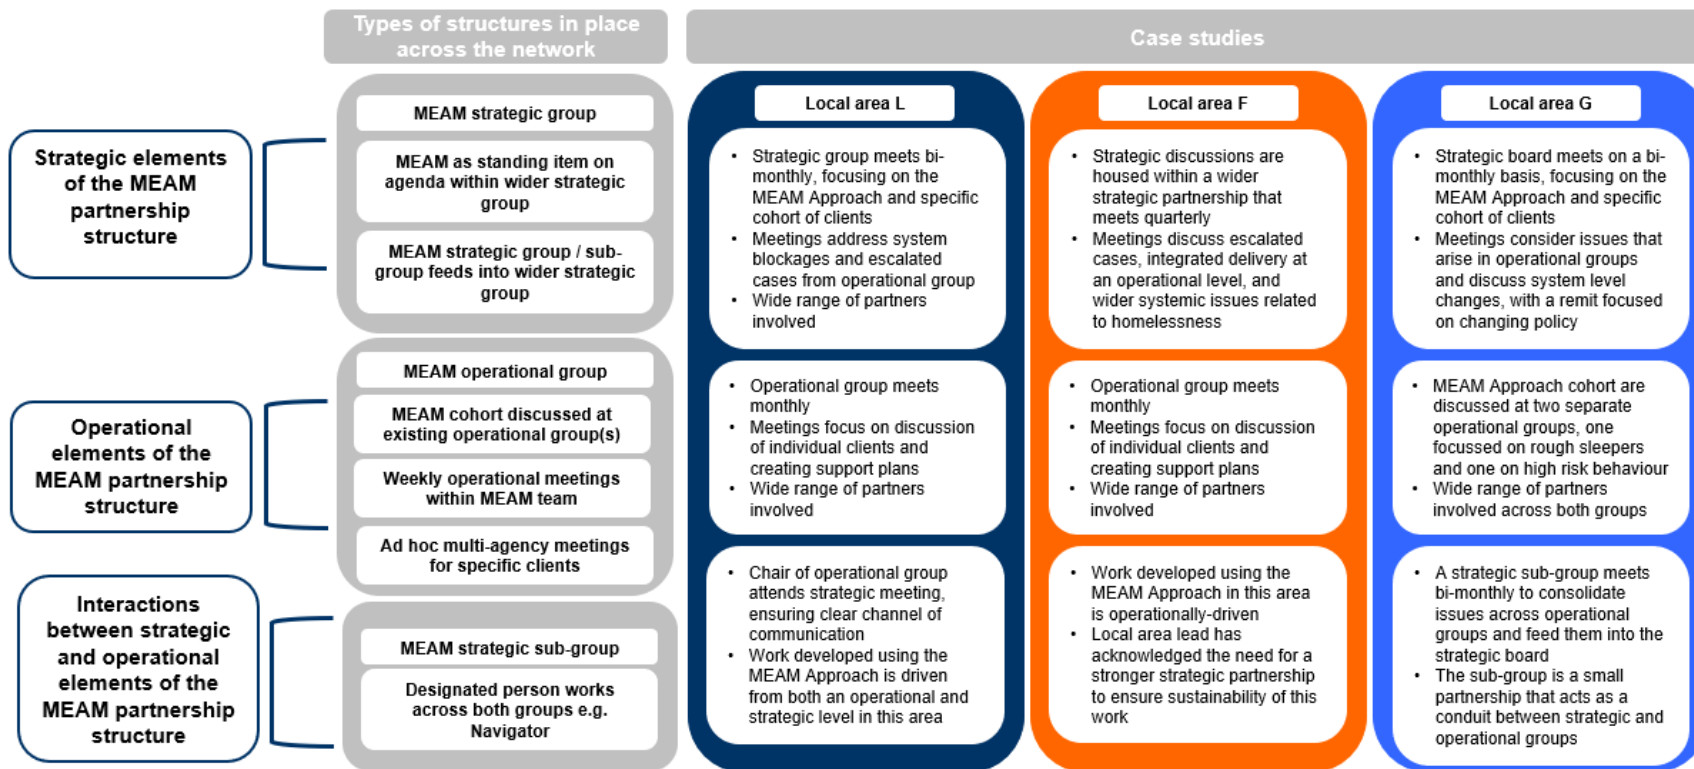 Types of structures in place
across the network
Case studies
Strategic elements
of the MEAM
partnership
structure
MEAM strategic group
MEAM as standing item on
agenda within wider strategic
group
MEAM strategic group / sub-
group feeds into wider strategic
group
Operational
elements of the
MEAM partnership
structure
MEAM operational group
MEAM cohort discussed at
existing operational group(s)
Weekly operational meetings
within MEAM team
Ad hoc multi-agency meetings
for specific clients
Interactions
between strategic
and operational
elements of the
MEAM partnership
structure
MEAM strategic sub-group
Designated person works
across both groups e.g.
Navigator
Local area L
• Strategic group meets bi-
monthly, focusing on the
MEAM Approach and specific
cohort of clients
• Meetings address system
blockages and escalated
cases from operational group
• Wide range of partners
involved
• Operational group meets
monthly
• Meetings focus on discussion
of individual clients and
creating support plans
• Wide range of partners
involved
• Chair of operational group
attends strategic meeting,
ensuring clear channel of
communication
• Work developed using the
MEAM Approach is driven
from both an operational and
strategic level in this area
Local area F
• Strategic discussions are
housed within a wider
strategic partnership that
meets quarterly
• Meetings discuss escalated
cases, integrated delivery at
an operational level, and
wider systemic issues related
to homelessness
• Operational group meets
monthly
• Meetings focus on discussion
of individual clients and
creating support plans
• Wide range of partners
involved
• Work developed using the
MEAM Approach in this area
is operationally-driven
• Local area lead has
acknowledged the need for a
stronger strategic partnership
to ensure sustainability of this
work
Local area G
• Strategic board meets on a bi-
monthly basis, focusing on the
MEAM Approach and specific
cohort of clients
• Meetings consider issues that
arise in operational groups
and discuss system level
changes, with a remit focused
on changing policy
• MEAM Approach cohort are
discussed at two separate
operational groups, one
focussed on rough sleepers
and one on high risk behaviour
• Wide range of partners
involved across both groups
• A strategic sub-group meets
bi-monthly to consolidate
issues across operational
groups and feed them into the
strategic board
• The sub-group is a small
partnership that acts as a
conduit between strategic and
operational groups